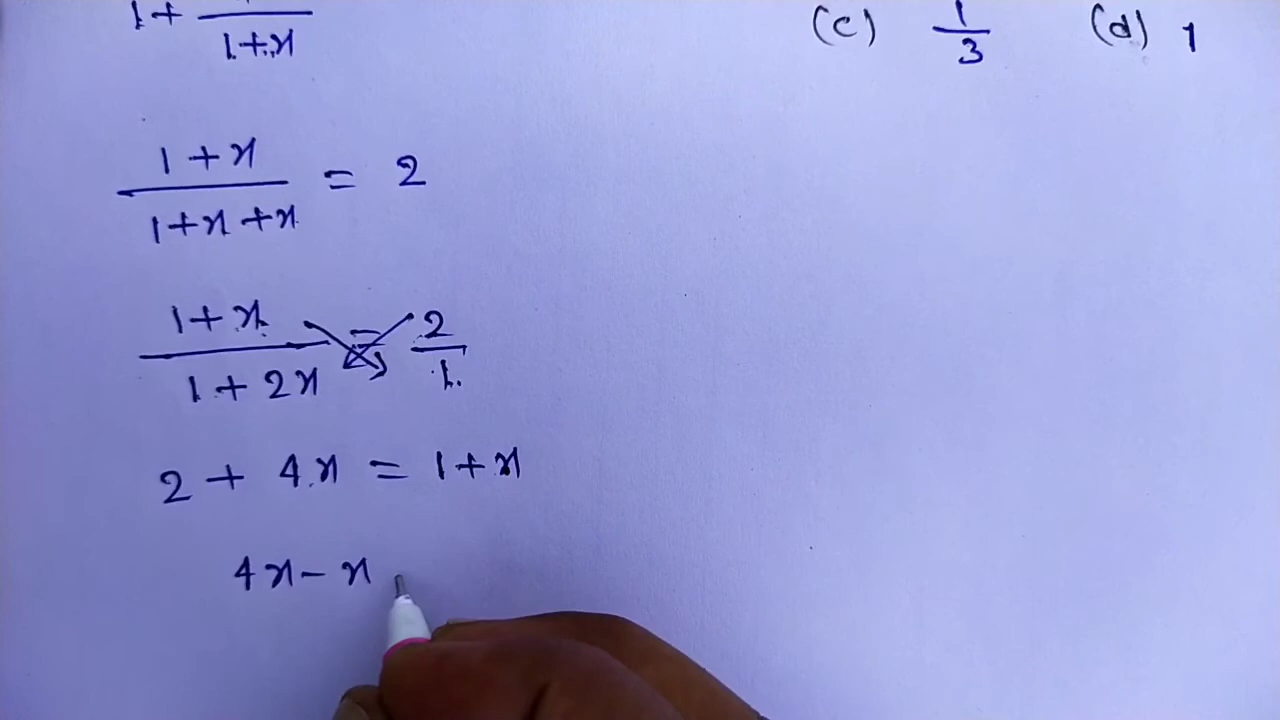 1 + 1+x (c) 1/3 (d) 1
1+x / 1+x+x = 2
1+x / 1+2x = 2/1.
2 + 4x = 1+x
4x - x